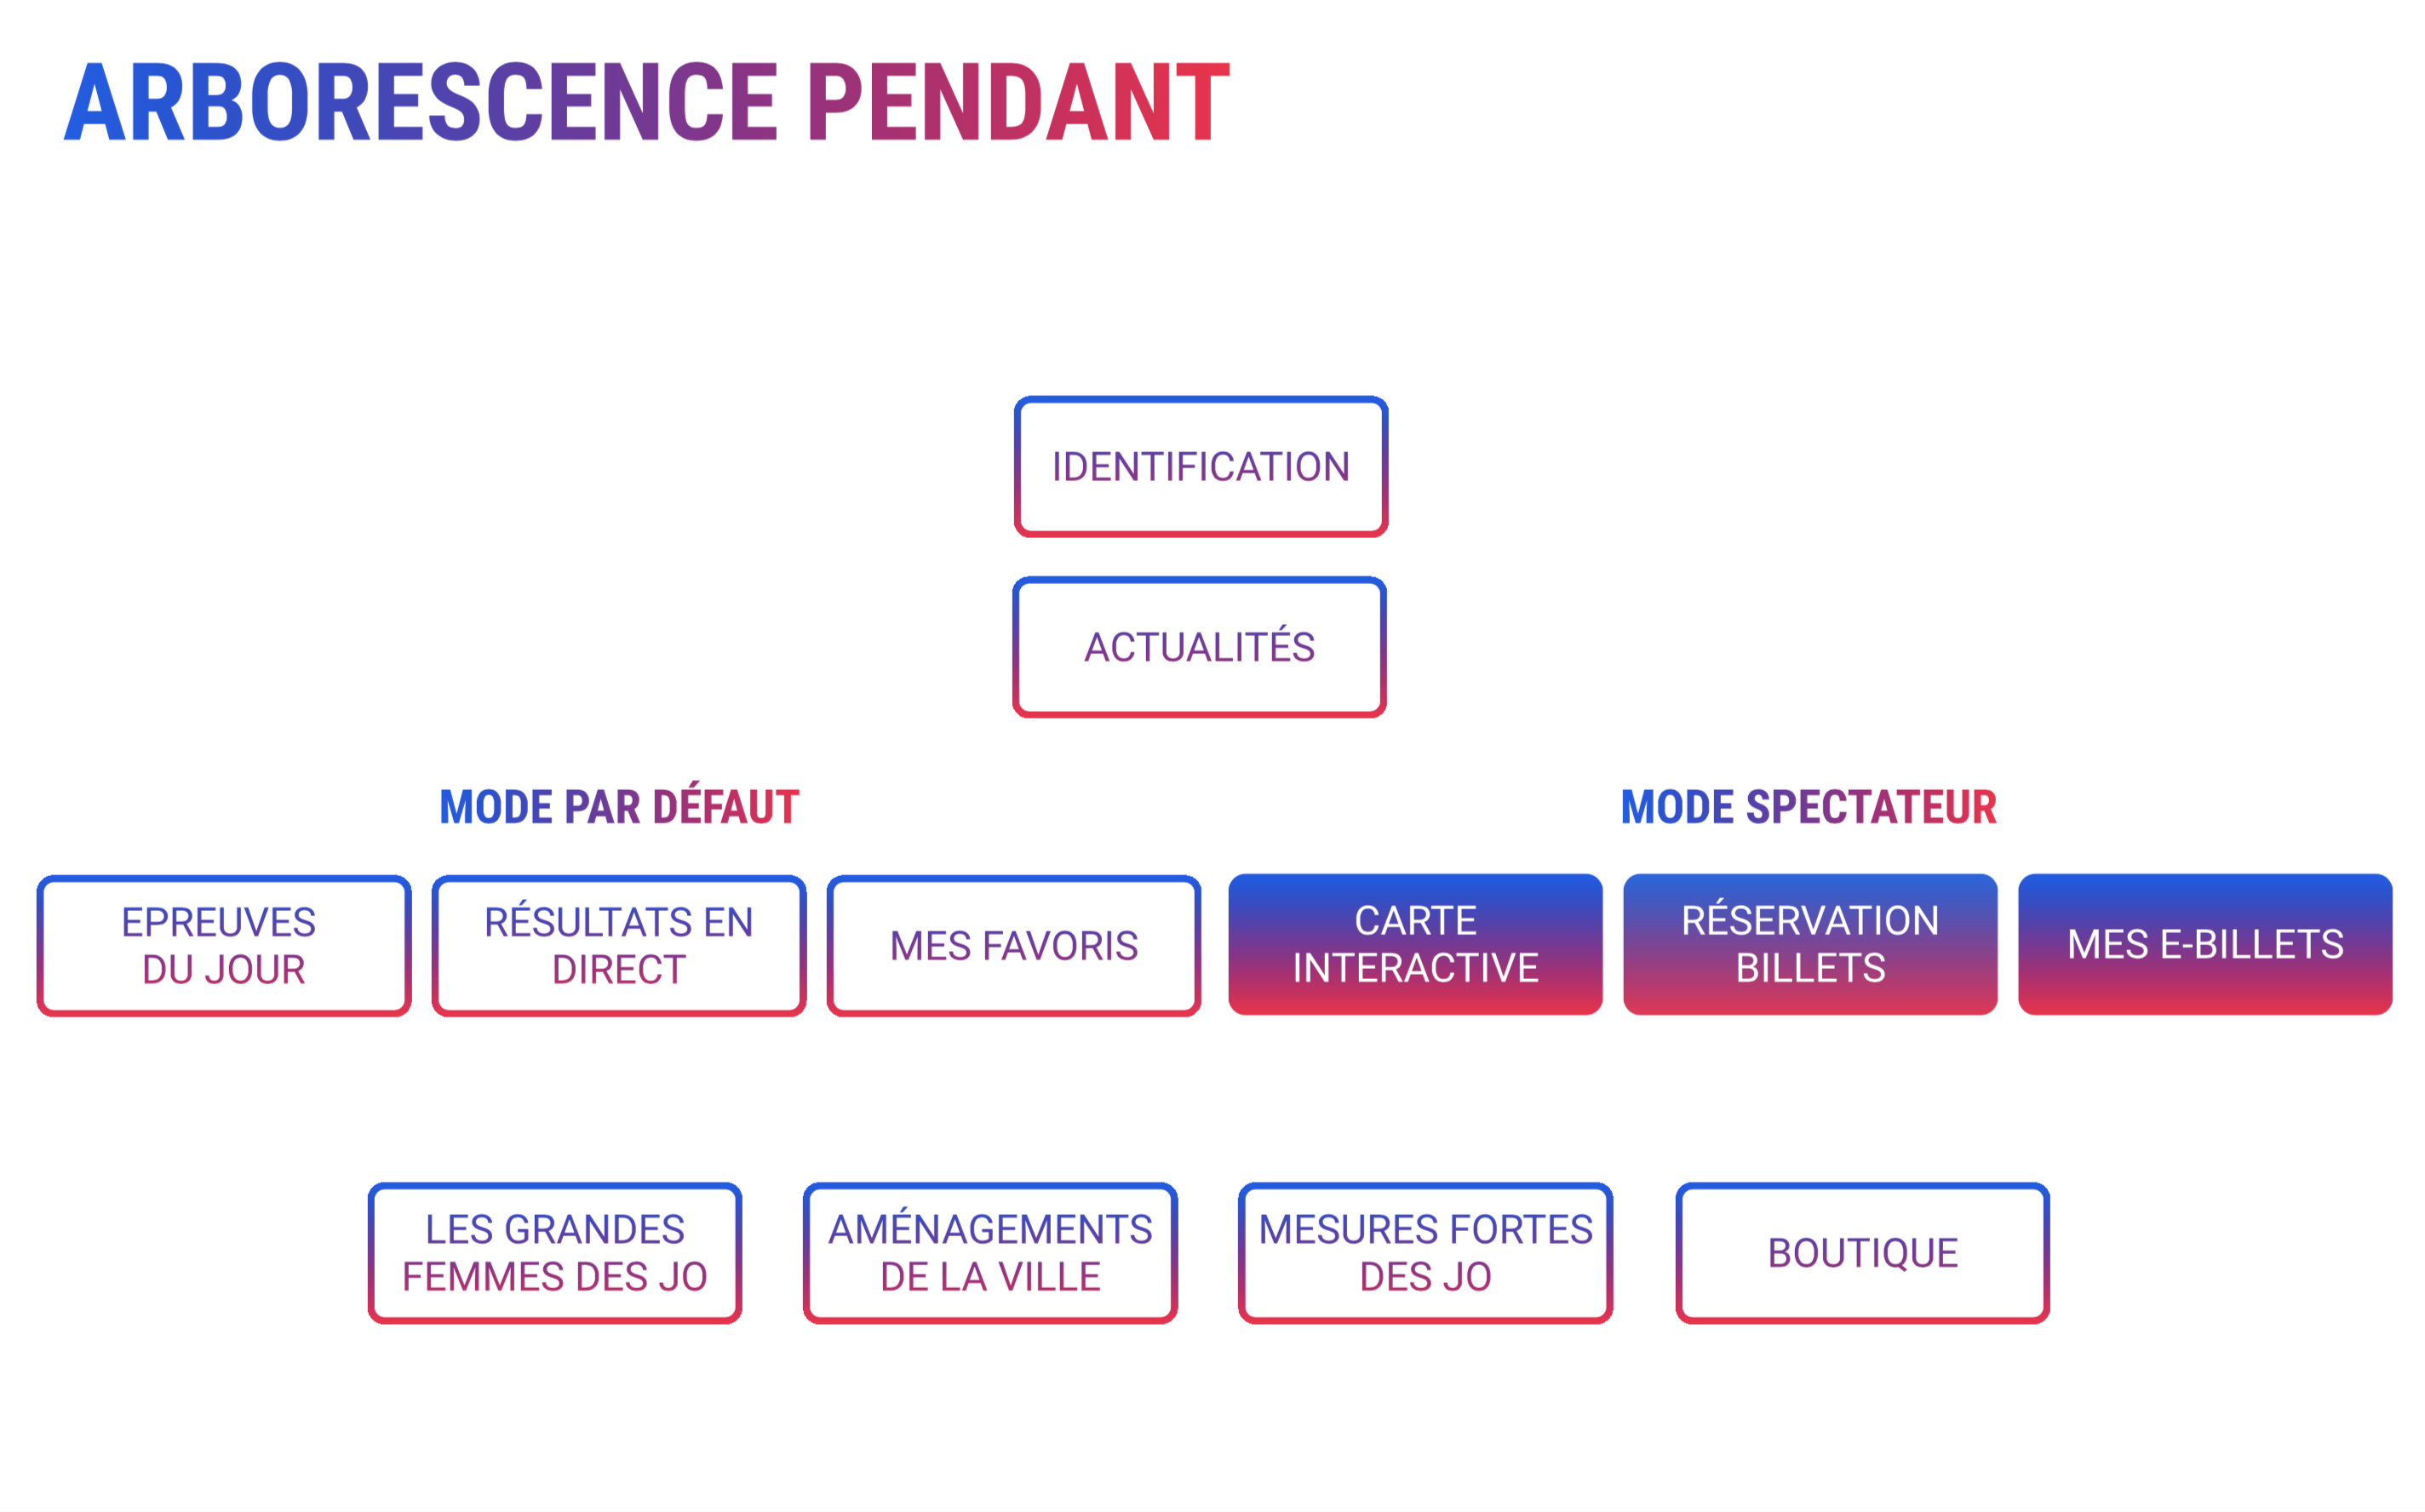 ARBORESCENCE PENDANT
IDENTIFICATION
ACTUALITÉS
MODE PAR DÉFAUT
MODE SPECTATEUR
EPREUVES
DU JOUR
RÉSULTATS EN
DIRECT
MES FAVORIS
CARTE
INTERACTIVE
RÉSERVATION
BILLETS
MES E-BILLETS
LES GRANDES
FEMMES DES JO
AMÉNAGEMENTS
DE LA VILLE
MESURES FORTES
DES JO
BOUTIQUE